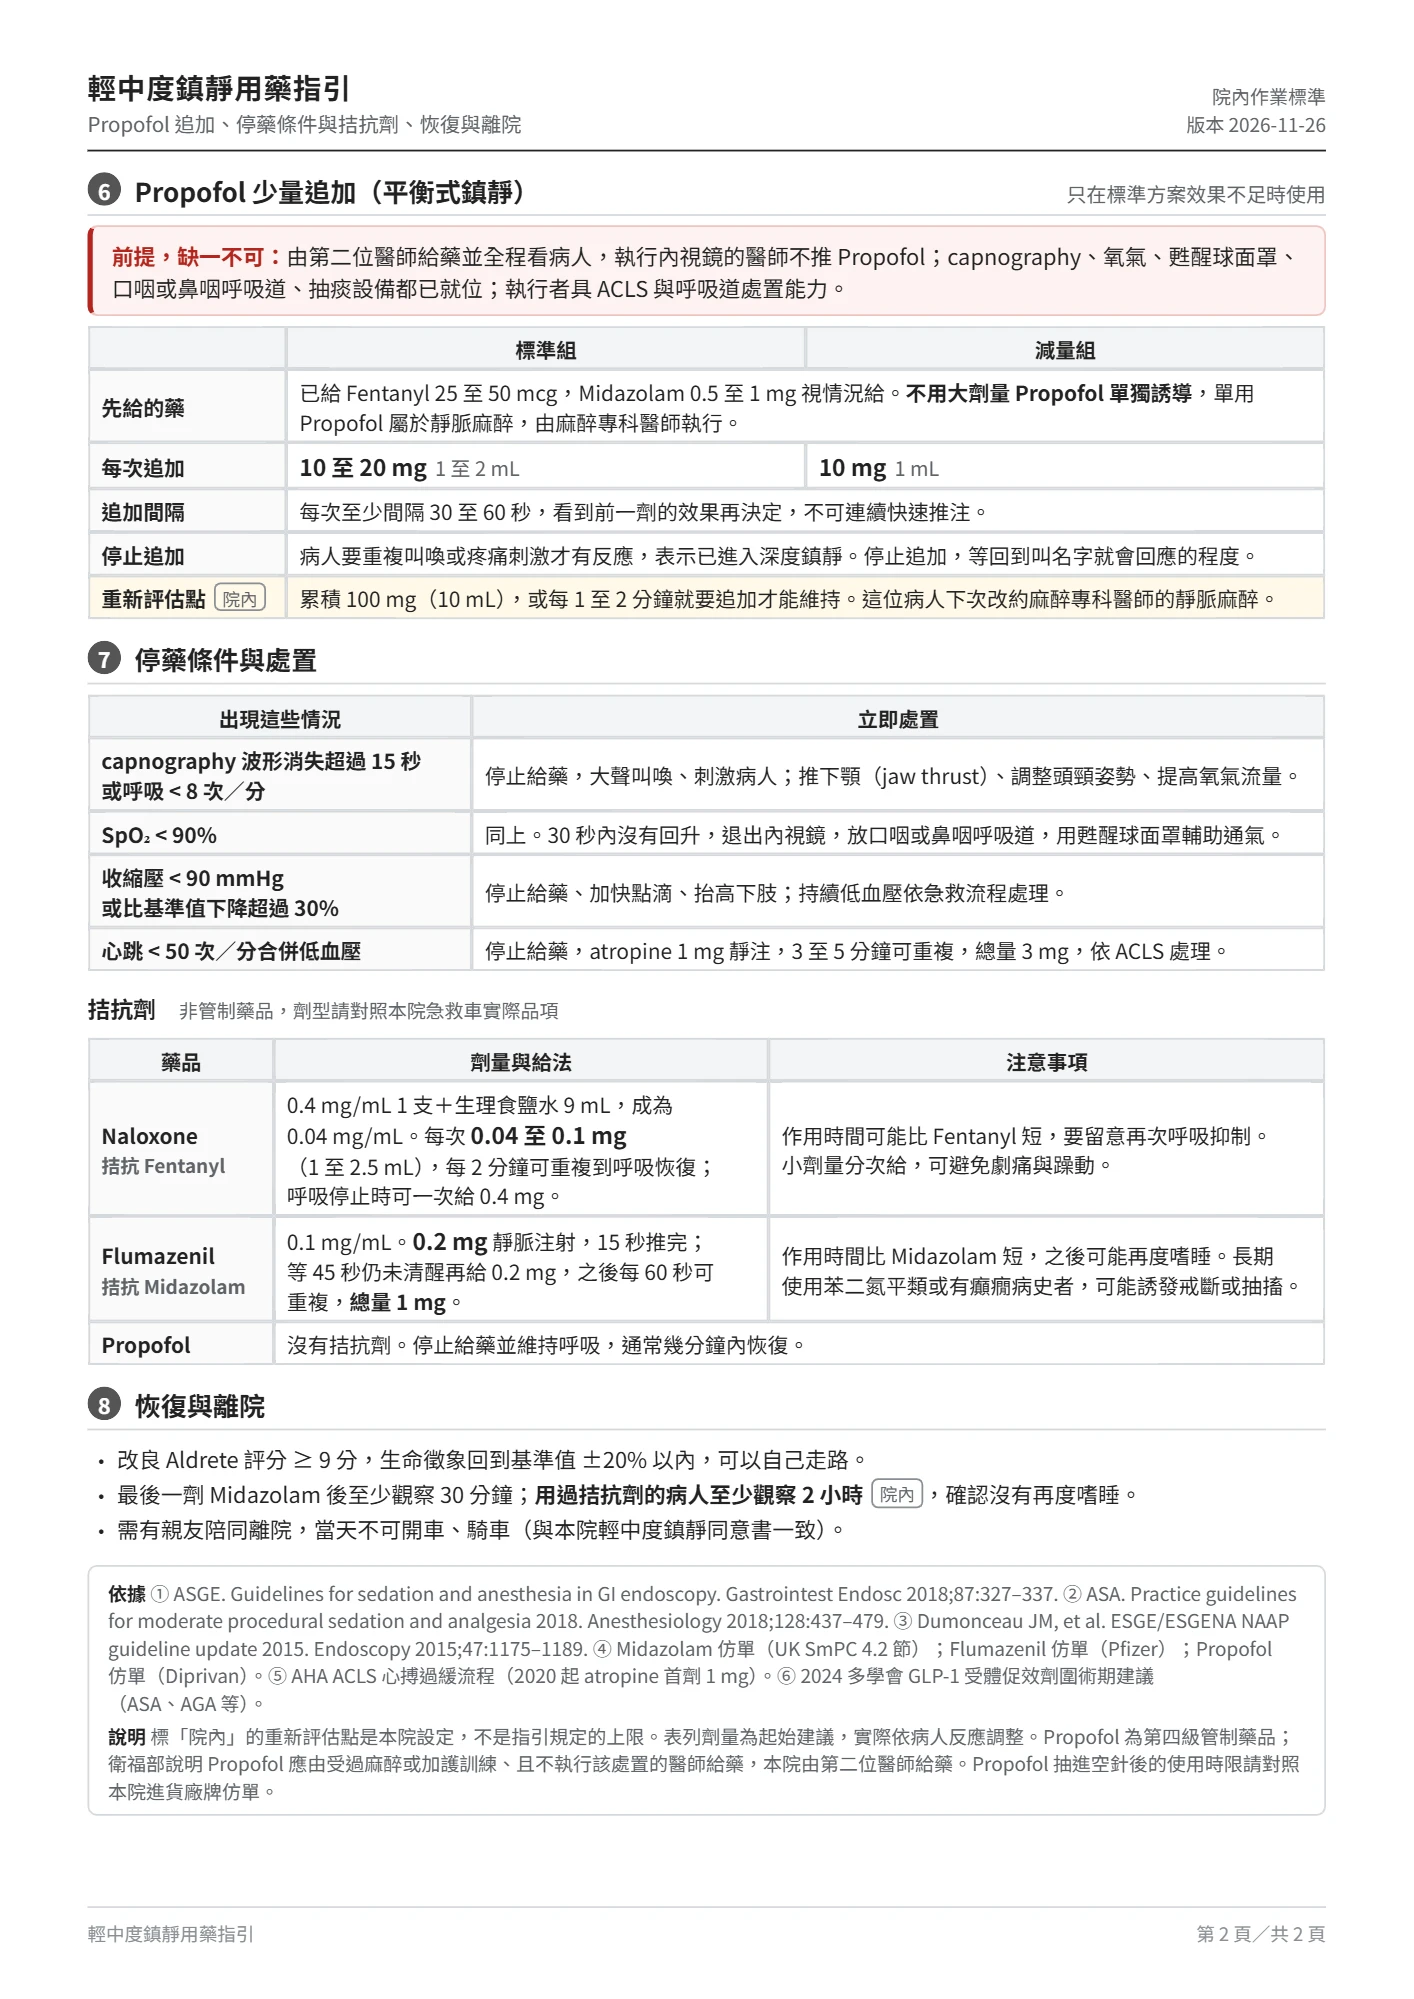 輕中度鎮靜用藥指引
Propofol 追加、停藥條件與拮抗劑、恢復與離院
院內作業標準
版本 2026-11-26
6 Propofol 少量追加（平衡式鎮靜）
只在標準方案效果不足時使用
前提，缺一不可：由第二位醫師給藥並全程看病人，執行內視鏡的醫師不推 Propofol；capnography、氧氣、甦醒球面罩、
口咽或鼻咽呼吸道、抽痰設備都已就位；執行者具 ACLS 與呼吸道處置能力。
標準組
減量組
先給的藥
已給 Fentanyl 25 至 50 mcg，Midazolam 0.5 至 1 mg 視情況給。不用大劑量 Propofol 單獨誘導，單用
Propofol 屬於靜脈麻醉，由麻醉專科醫師執行。
每次追加
10 至 20 mg 1 至 2 mL
10 mg 1 mL
追加間隔
每次至少間隔 30 至 60 秒，看到前一劑的效果再決定，不可連續快速推注。
停止追加
病人要重複叫喚或疼痛刺激才有反應，表示已進入深度鎮靜。停止追加，等回到叫名字就會回應的程度。
重新評估點 院內
累積 100 mg（10 mL），或每 1 至 2 分鐘就要追加才能維持。這位病人下次改約麻醉專科醫師的靜脈麻醉。
7 停藥條件與處置
出現這些情況
立即處置
capnography 波形消失超過 15 秒
或呼吸 < 8 次／分
停止給藥，大聲叫喚、刺激病人；推下顎（jaw thrust）、調整頭頸姿勢、提高氧氣流量。
SpO₂ < 90%
同上。30 秒內沒有回升，退出內視鏡，放口咽或鼻咽呼吸道，用甦醒球面罩輔助通氣。
收縮壓 < 90 mmHg
或比基準值下降超過 30%
停止給藥、加快點滴、抬高下肢；持續低血壓依急救流程處理。
心跳 < 50 次／分合併低血壓
停止給藥，atropine 1 mg 靜注，3 至 5 分鐘可重複，總量 3 mg，依 ACLS 處理。
拮抗劑 非管制藥品，劑型請對照本院急救車實際品項
藥品
劑量與給法
注意事項
Naloxone
拮抗 Fentanyl
0.4 mg/mL 1 支＋生理食鹽水 9 mL，成為
0.04 mg/mL。每次 0.04 至 0.1 mg
（1 至 2.5 mL），每 2 分鐘可重複到呼吸恢復；
呼吸停止時可一次給 0.4 mg。
作用時間可能比 Fentanyl 短，要留意再次呼吸抑制。
小劑量分次給，可避免劇痛與躁動。
Flumazenil
拮抗 Midazolam
0.1 mg/mL。0.2 mg 靜脈注射，15 秒推完；
等 45 秒仍未清醒再給 0.2 mg，之後每 60 秒可
重複，總量 1 mg。
作用時間比 Midazolam 短，之後可能再度嗜睡。長期
使用苯二氮平類或有癲癇病史者，可能誘發戒斷或抽搐。
Propofol
沒有拮抗劑。停止給藥並維持呼吸，通常幾分鐘內恢復。
8 恢復與離院
• 改良 Aldrete 評分 ≥ 9 分，生命徵象回到基準值 ±20% 以內，可以自己走路。
• 最後一劑 Midazolam 後至少觀察 30 分鐘；用過拮抗劑的病人至少觀察 2 小時 院內，確認沒有再度嗜睡。
• 需有親友陪同離院，當天不可開車、騎車（與本院輕中度鎮靜同意書一致）。
依據 ① ASGE. Guidelines for sedation and anesthesia in GI endoscopy. Gastrointest Endosc 2018;87:327–337. ② ASA. Practice guidelines
for moderate procedural sedation and analgesia 2018. Anesthesiology 2018;128:437–479. ③ Dumonceau JM, et al. ESGE/ESGENA NAAP
guideline update 2015. Endoscopy 2015;47:1175–1189. ④ Midazolam 仿單（UK SmPC 4.2 節）；Flumazenil 仿單（Pfizer）；Propofol
仿單（Diprivan）。⑤ AHA ACLS 心搏過緩流程（2020 起 atropine 首劑 1 mg）。⑥ 2024 多學會 GLP-1 受體促效劑圍術期建議
（ASA、AGA 等）。
說明 標「院內」的重新評估點是本院設定，不是指引規定的上限。表列劑量為起始建議，實際依病人反應調整。Propofol 為第四級管制藥品；
衛福部說明 Propofol 應由受過麻醉或加護訓練、且不執行該處置的醫師給藥，本院由第二位醫師給藥。Propofol 抽進空針後的使用時限請對照
本院進貨廠牌仿單。
輕中度鎮靜用藥指引
第 2 頁／共 2 頁